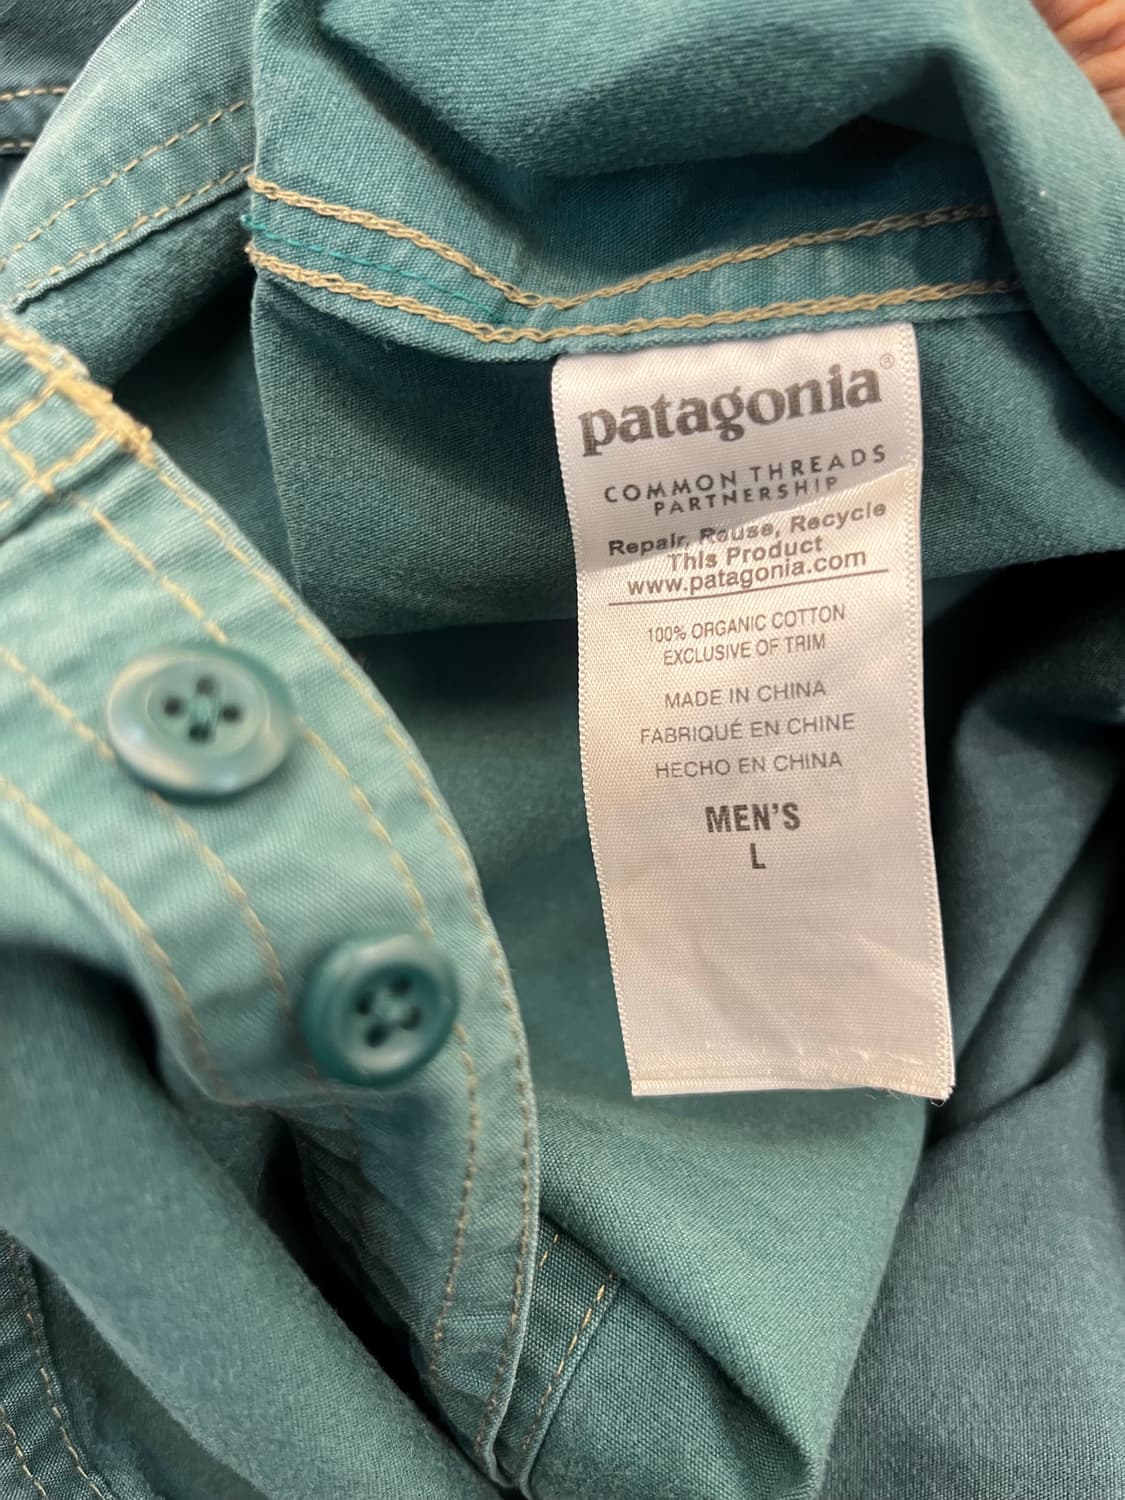 patagonia®
COMMON THREADS
PARTNERSHIP
Repair, Reuse, Recycle
This Product
www.patagonia.com
100% ORGANIC COTTON
EXCLUSIVE OF TRIM
MADE IN CHINA
FABRIQUÉ EN CHINE
HECHO EN CHINA
MEN'S
L